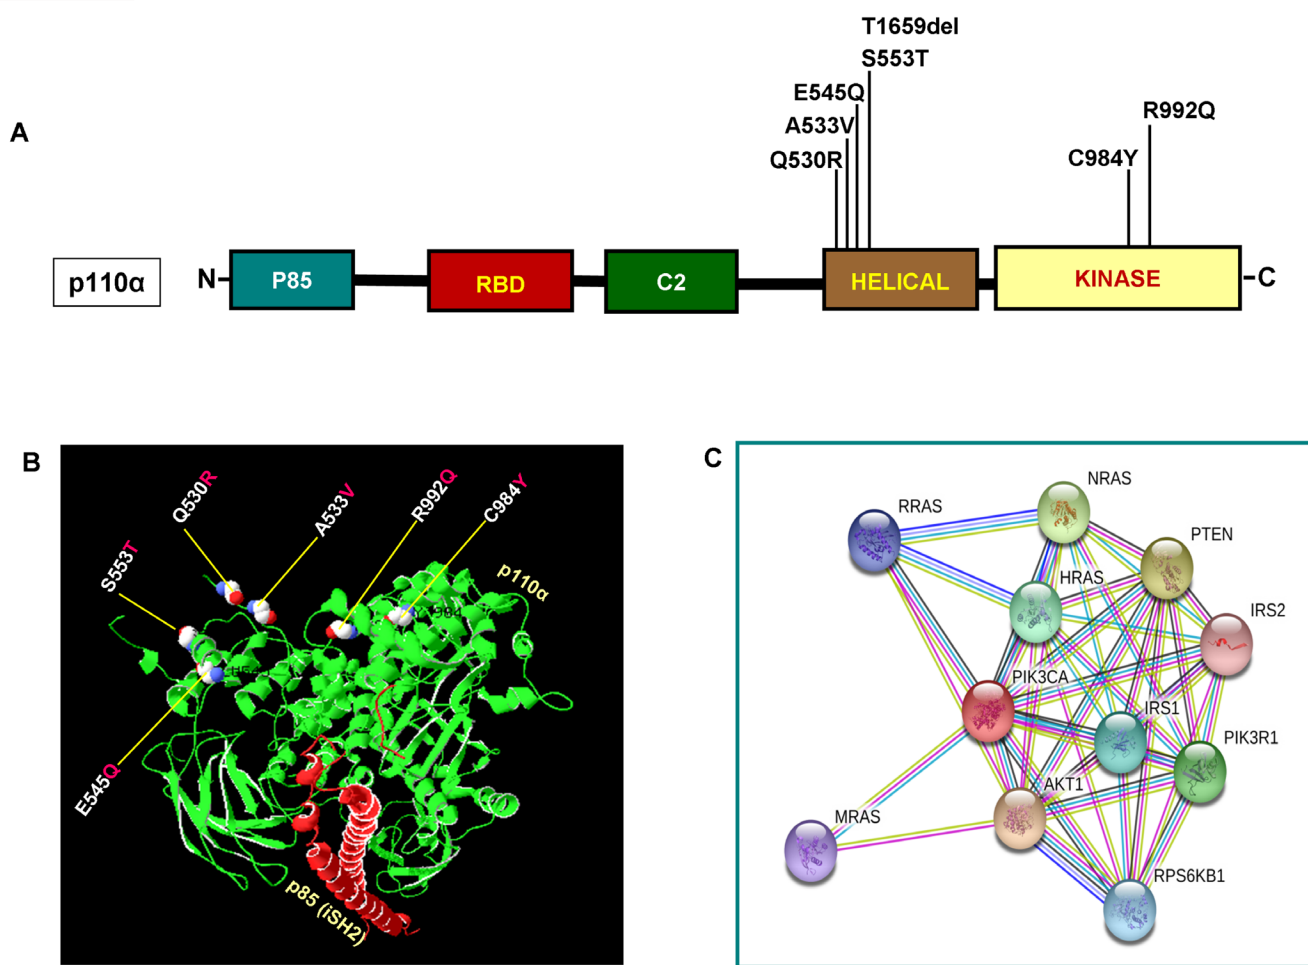 A
T1659del
S553T
E545Q
A533V
Q530R
R992Q
C984Y
p110α
N
P85
RBD
C2
HELICAL
KINASE
C
B
Q530R
A533V
R992Q
C984Y
S553T
p110α
E545Q
p85 (iSH2)
C
NRAS
RRAS
PTEN
HRAS
IRS2
PIK3CA
IRS1
PIK3R1
AKT1
MRAS
RPS6KB1